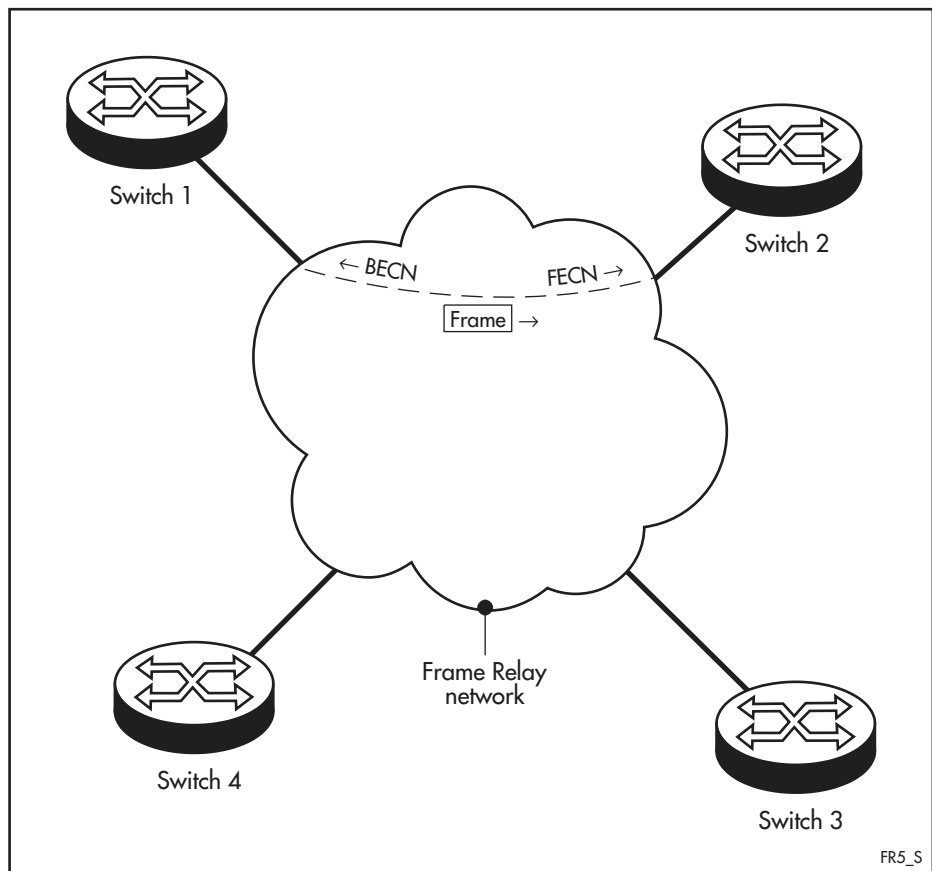 Switch 1
Switch 2
← BECN
FECN →
Frame →
Frame Relay
network
Switch 4
Switch 3
FR5_S